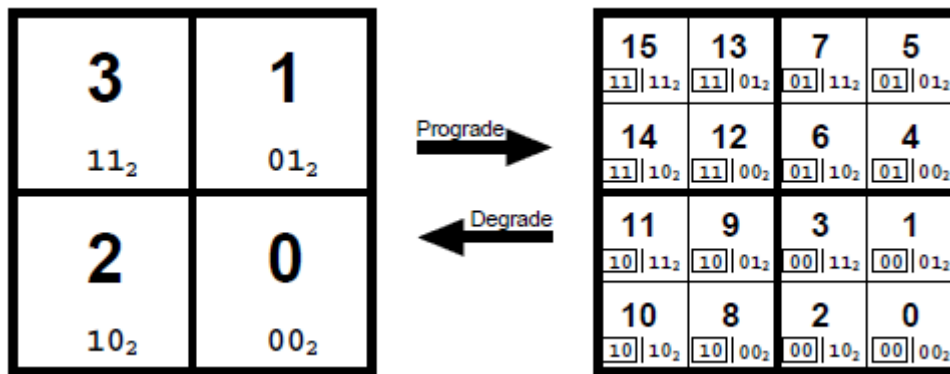 3 1
11₂ 01₂
2 0
10₂ 00₂
Prograde
Degrade
15 13 7 5
11|11₂ 11|01₂ 01|11₂ 01|01₂
14 12 6 4
11|10₂ 11|00₂ 01|10₂ 01|00₂
11 9 3 1
10|11₂ 10|01₂ 00|11₂ 00|01₂
10 8 2 0
10|10₂ 10|00₂ 00|10₂ 00|00₂